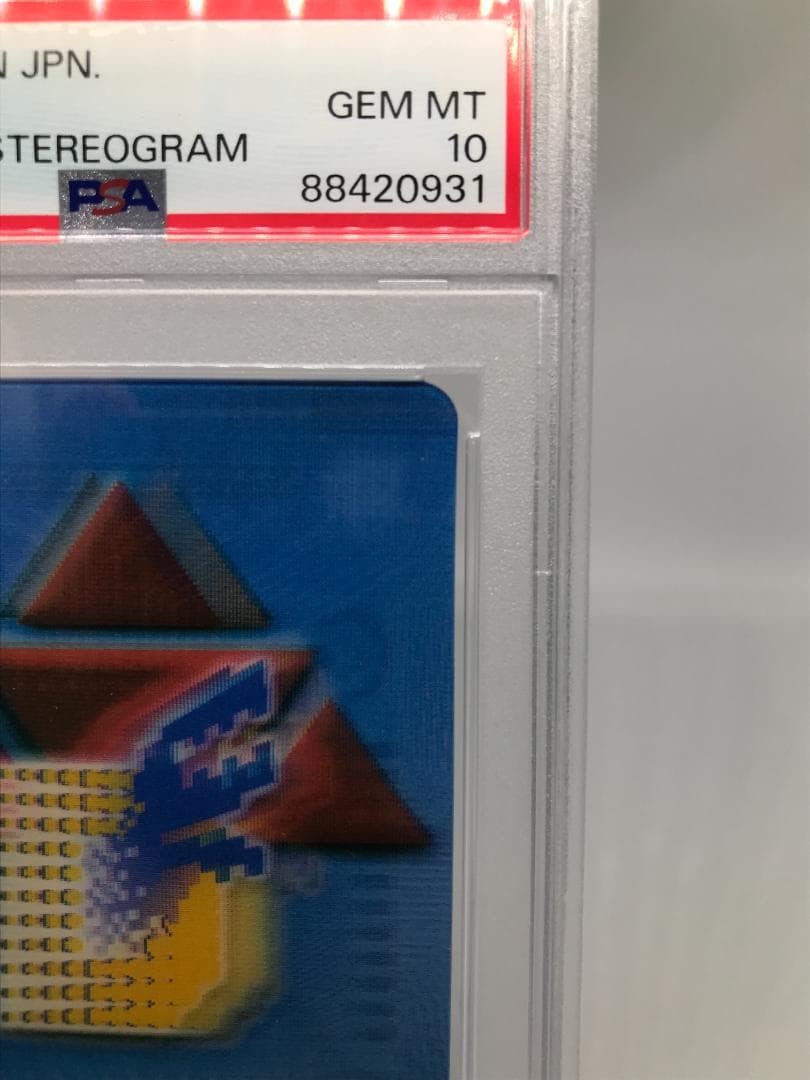 N JPN.
GEM MT
STEREOGRAM 10
PSA 88420931